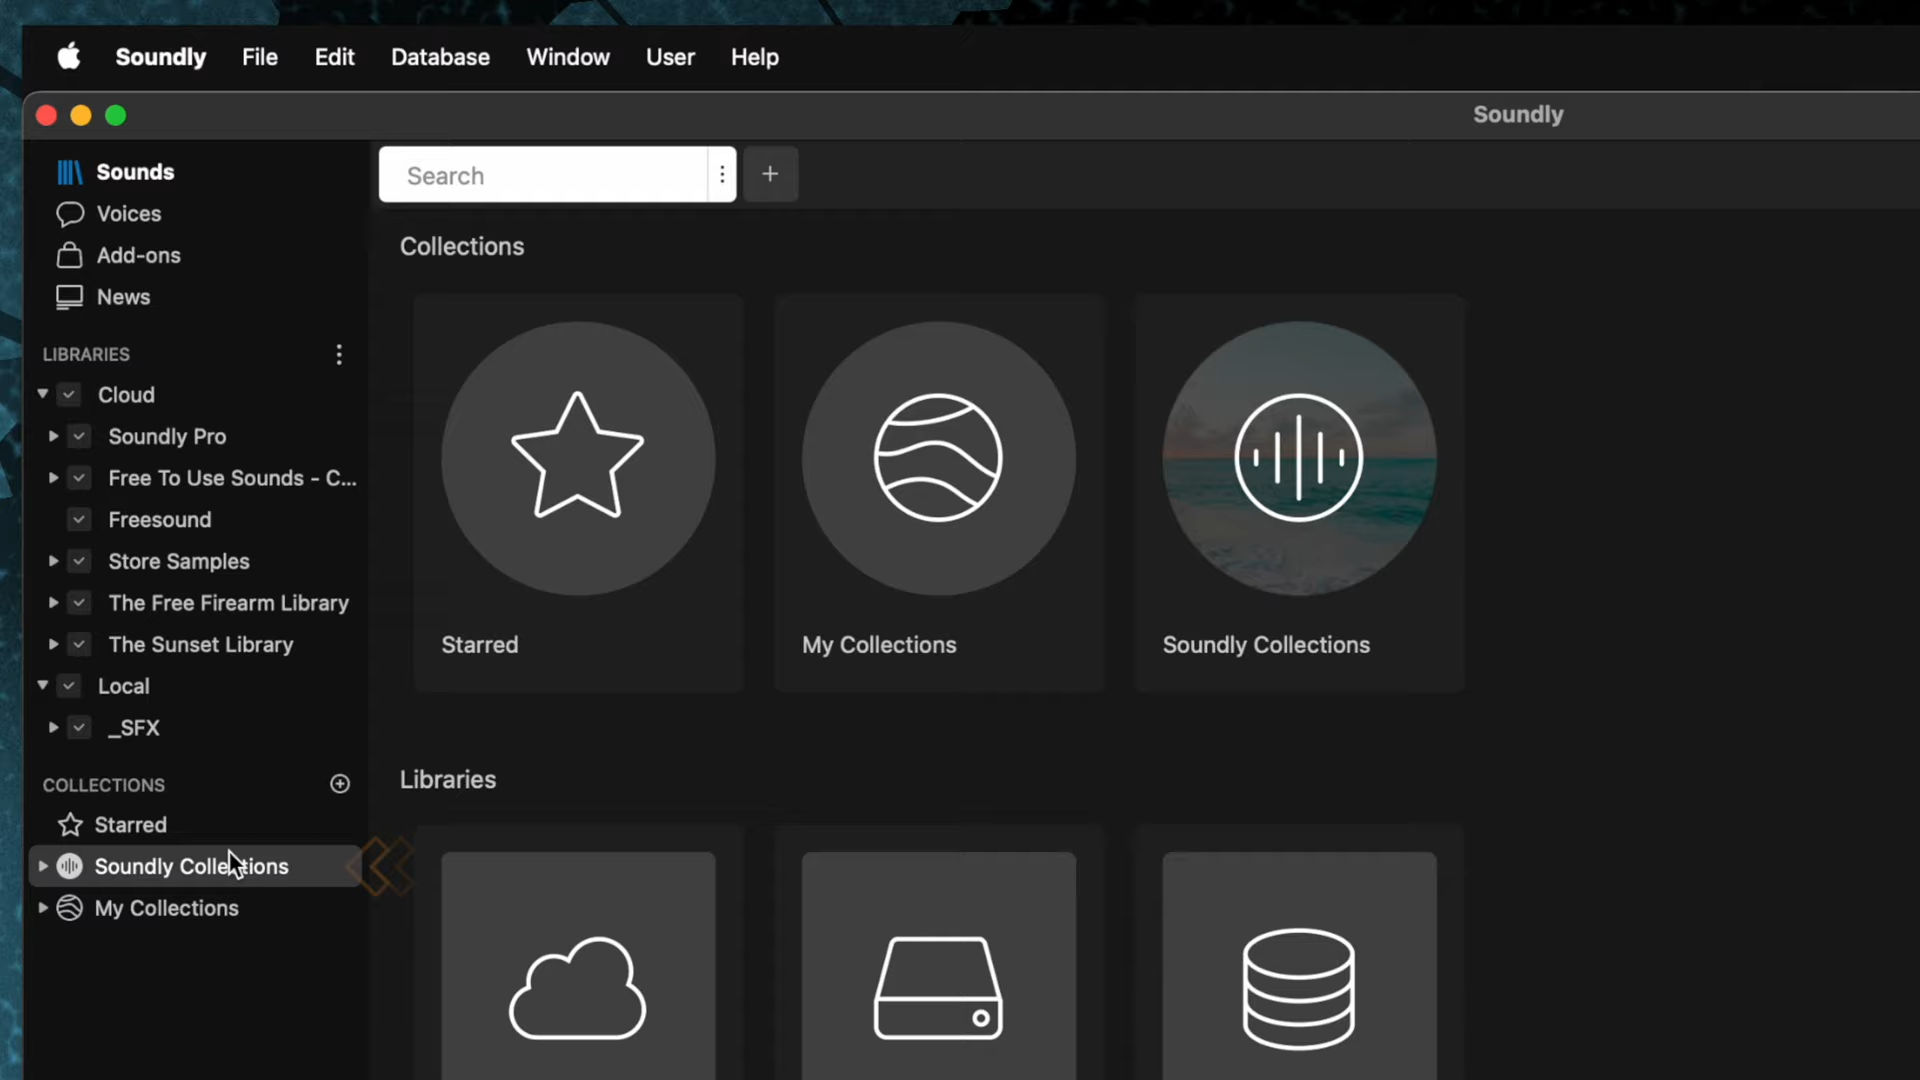 Soundly File Edit Database Window User Help
Soundly
Sounds
Voices
Add-ons
News
LIBRARIES
Cloud
Soundly Pro
Free To Use Sounds - C...
Freesound
Store Samples
The Free Firearm Library
The Sunset Library
Local
_SFX
COLLECTIONS
Starred
Soundly Collections
My Collections
Search
Collections
Starred
My Collections
Soundly Collections
Libraries